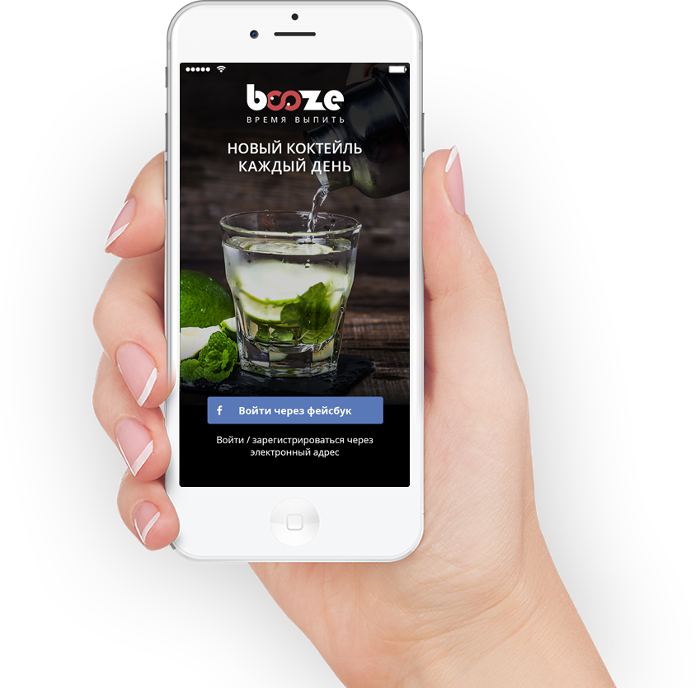 booze
ВРЕМЯ ВЫПИТЬ
НОВЫЙ КОКТЕЙЛЬ
КАЖДЫЙ ДЕНЬ
f Войти через фейсбук
Войти / зарегистрироваться через
электронный адрес